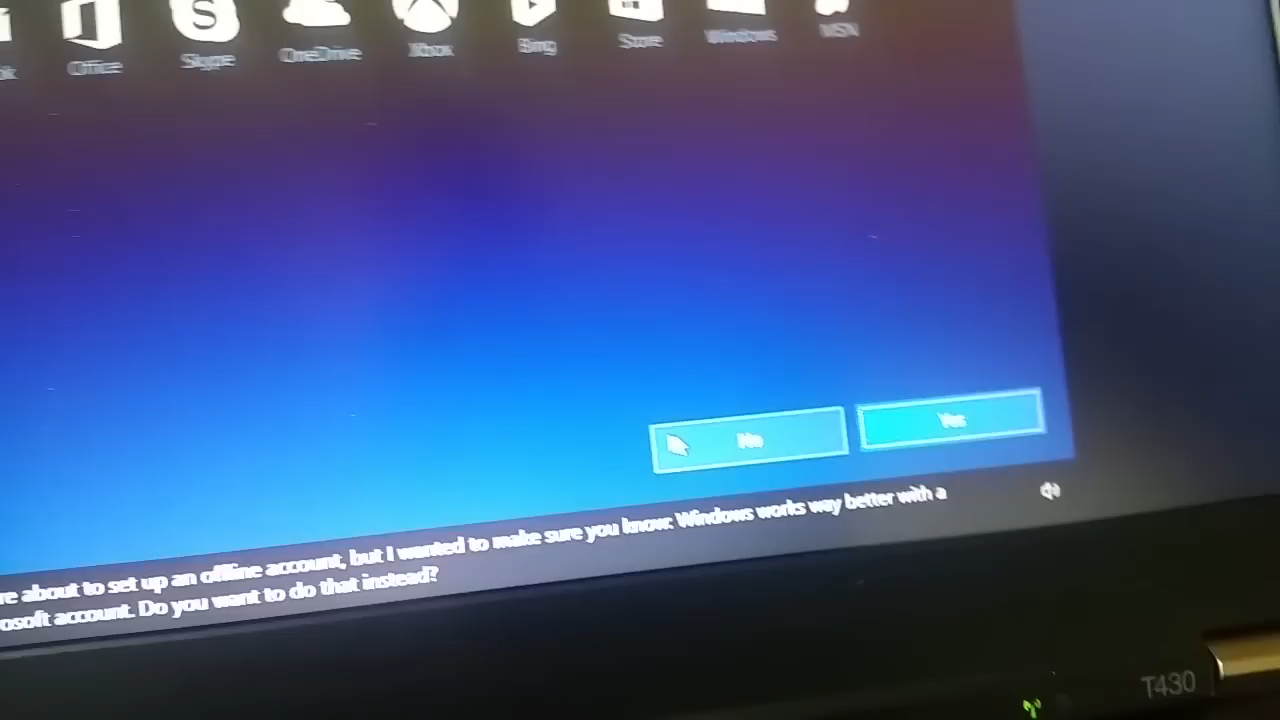 Office Skype OneDrive Xbox Bing Store Windows MSN
No Yes
re about to set up an offline account, but I wanted to make sure you know: Windows works way better with a
osoft account. Do you want to do that instead?
T430